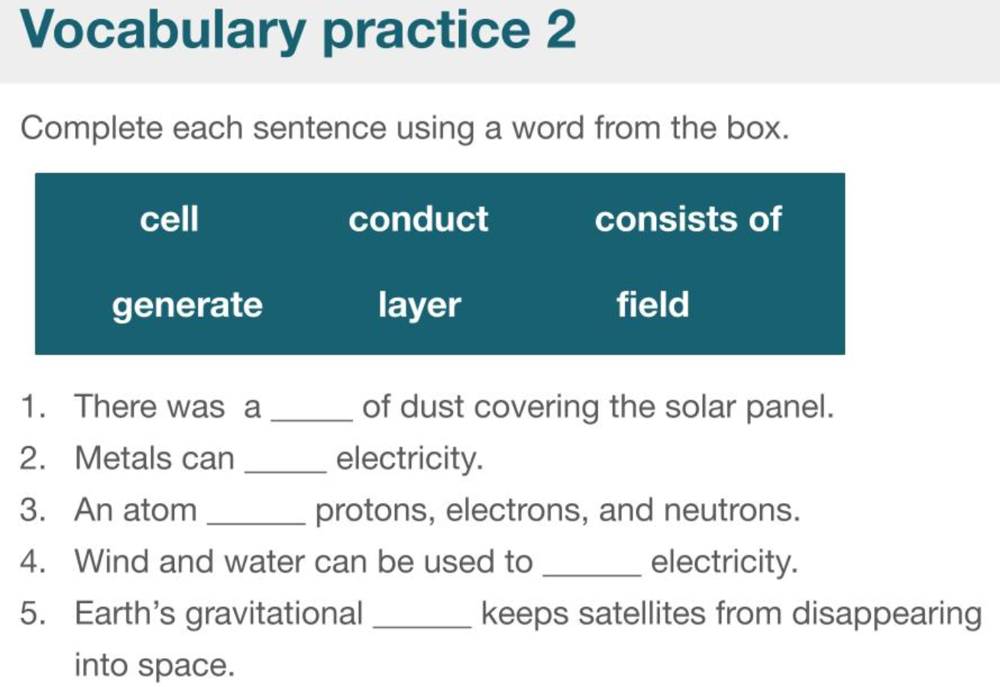 Vocabulary practice 2
Complete each sentence using a word from the box.
cell conduct consists of
generate layer field
1. There was a _____ of dust covering the solar panel.
2. Metals can _____ electricity.
3. An atom ______ protons, electrons, and neutrons.
4. Wind and water can be used to ______ electricity.
5. Earth’s gravitational ______ keeps satellites from disappearing
into space.